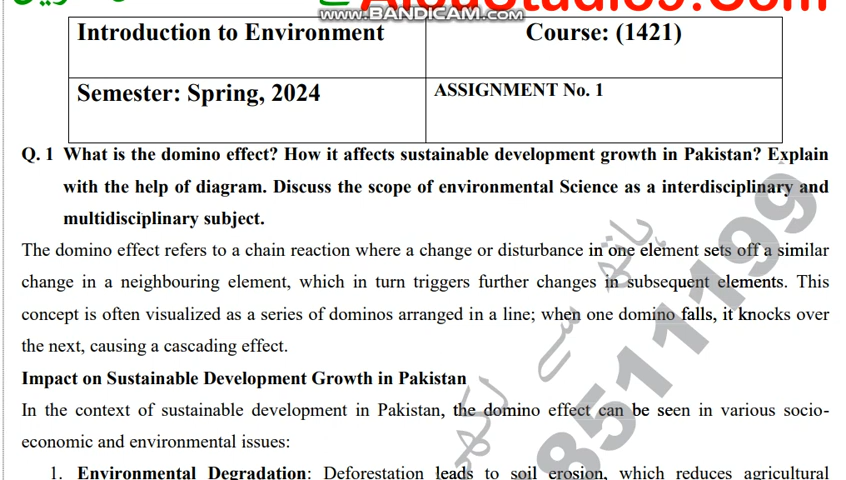 WWW.BANDICAM.COM
Introduction to Environment
Course: (1421)
Semester: Spring, 2024
ASSIGNMENT No. 1
Q. 1 What is the domino effect? How it affects sustainable development growth in Pakistan? Explain
with the help of diagram. Discuss the scope of environmental Science as a interdisciplinary and
multidisciplinary subject.
The domino effect refers to a chain reaction where a change or disturbance in one element sets off a similar
change in a neighbouring element, which in turn triggers further changes in subsequent elements. This
concept is often visualized as a series of dominos arranged in a line; when one domino falls, it knocks over
the next, causing a cascading effect.
Impact on Sustainable Development Growth in Pakistan
In the context of sustainable development in Pakistan, the domino effect can be seen in various socio-
economic and environmental issues:
1. Environmental Degradation: Deforestation leads to soil erosion, which reduces agricultural
ہاتھ سے لکھی
8511199